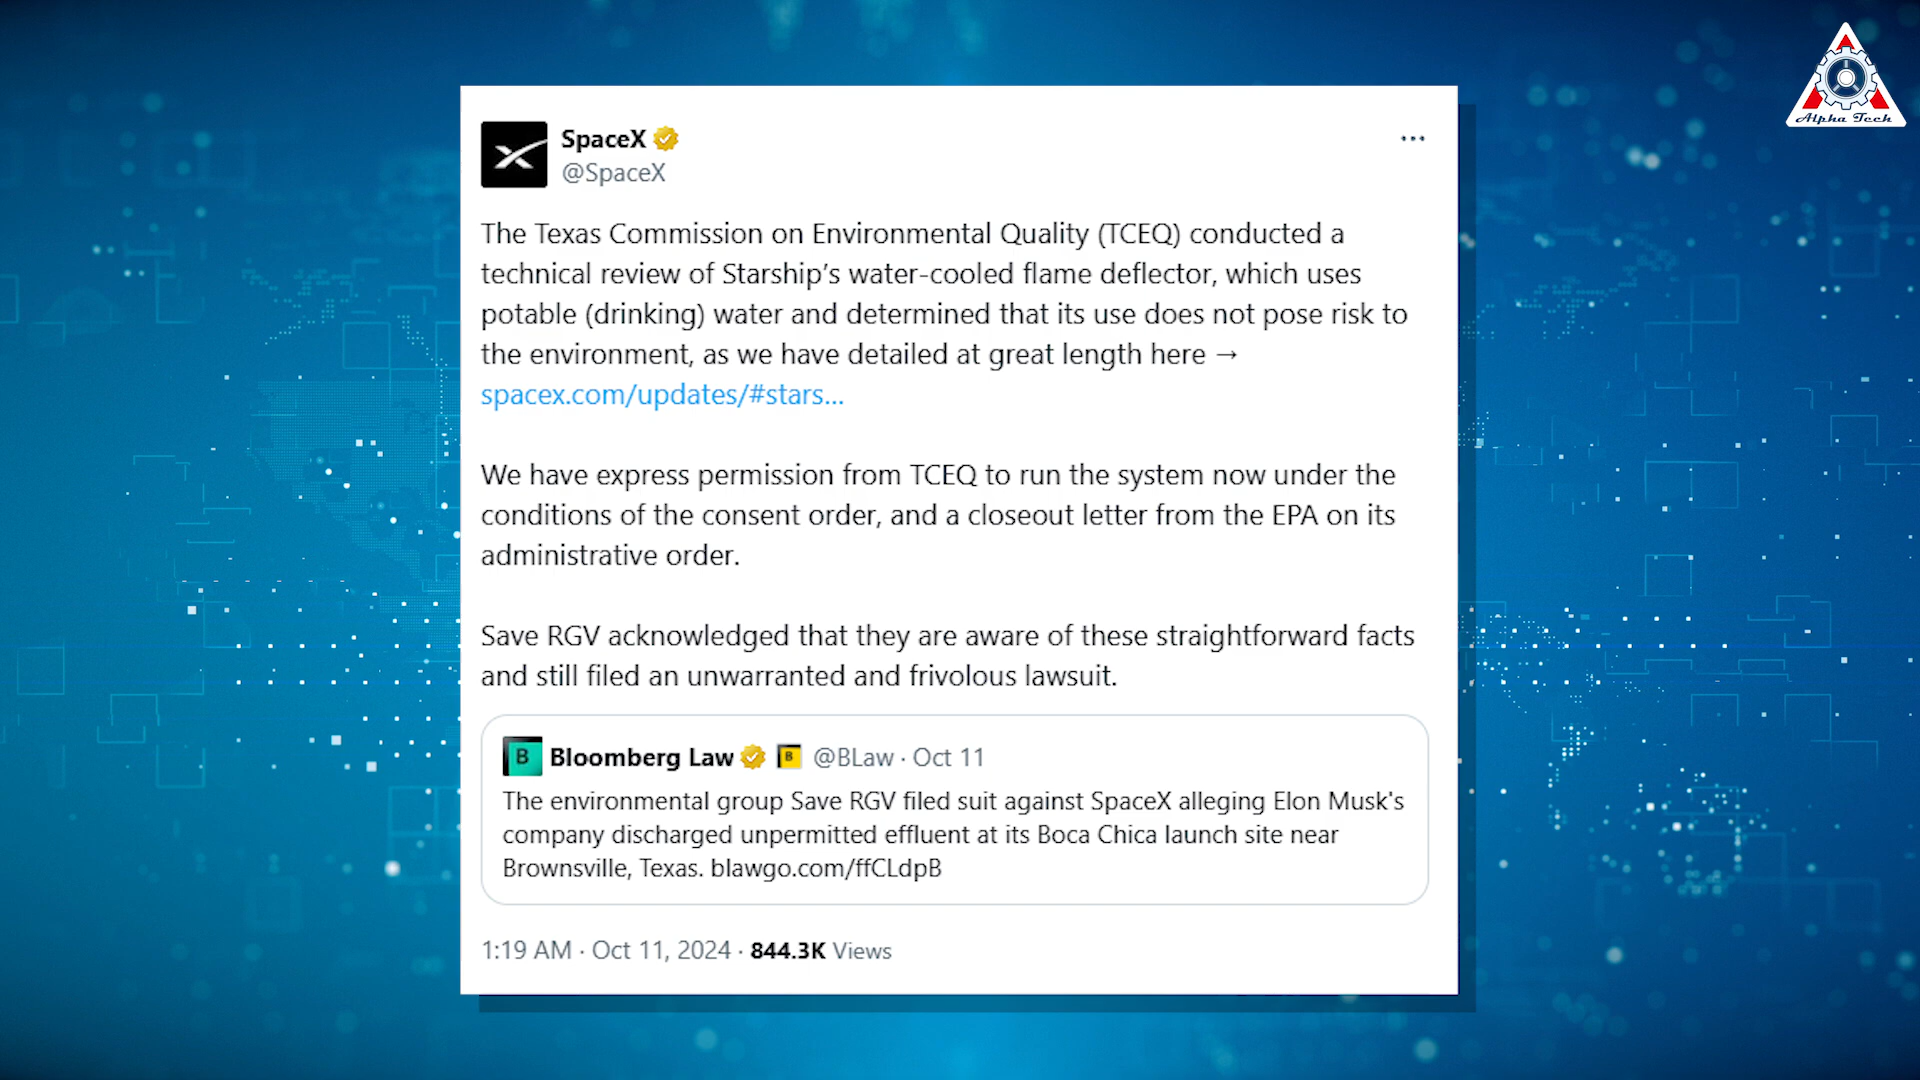 Alpha Tech
SpaceX
@SpaceX
The Texas Commission on Environmental Quality (TCEQ) conducted a
technical review of Starship’s water-cooled flame deflector, which uses
potable (drinking) water and determined that its use does not pose risk to
the environment, as we have detailed at great length here →
spacex.com/updates/#stars...
We have express permission from TCEQ to run the system now under the
conditions of the consent order, and a closeout letter from the EPA on its
administrative order.
Save RGV acknowledged that they are aware of these straightforward facts
and still filed an unwarranted and frivolous lawsuit.
B Bloomberg Law B @BLaw · Oct 11
The environmental group Save RGV filed suit against SpaceX alleging Elon Musk's
company discharged unpermitted effluent at its Boca Chica launch site near
Brownsville, Texas. blawgo.com/ffCLdpB
1:19 AM · Oct 11, 2024 · 844.3K Views